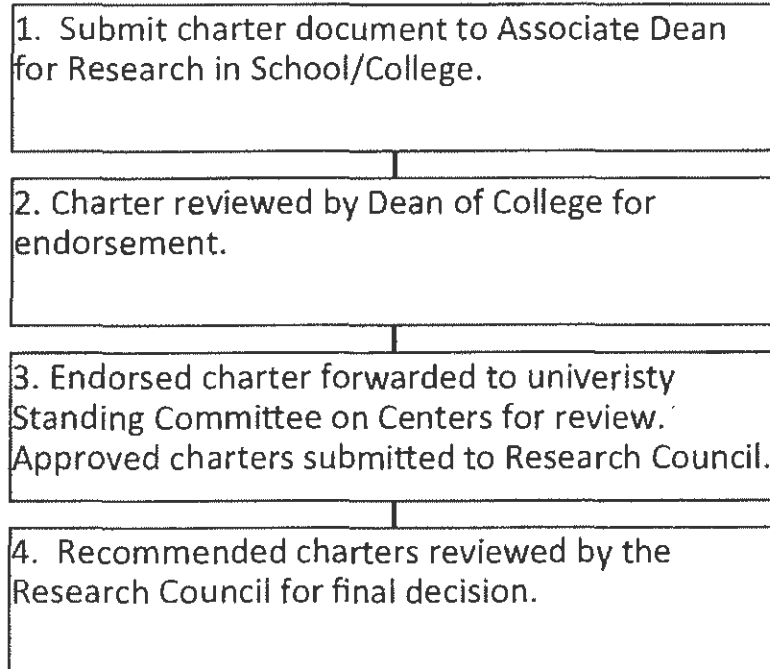 1. Submit charter document to Associate Dean
for Research in School/College.
2. Charter reviewed by Dean of College for
endorsement.
3. Endorsed charter forwarded to univeristy
Standing Committee on Centers for review.
Approved charters submitted to Research Council.
4. Recommended charters reviewed by the
Research Council for final decision.